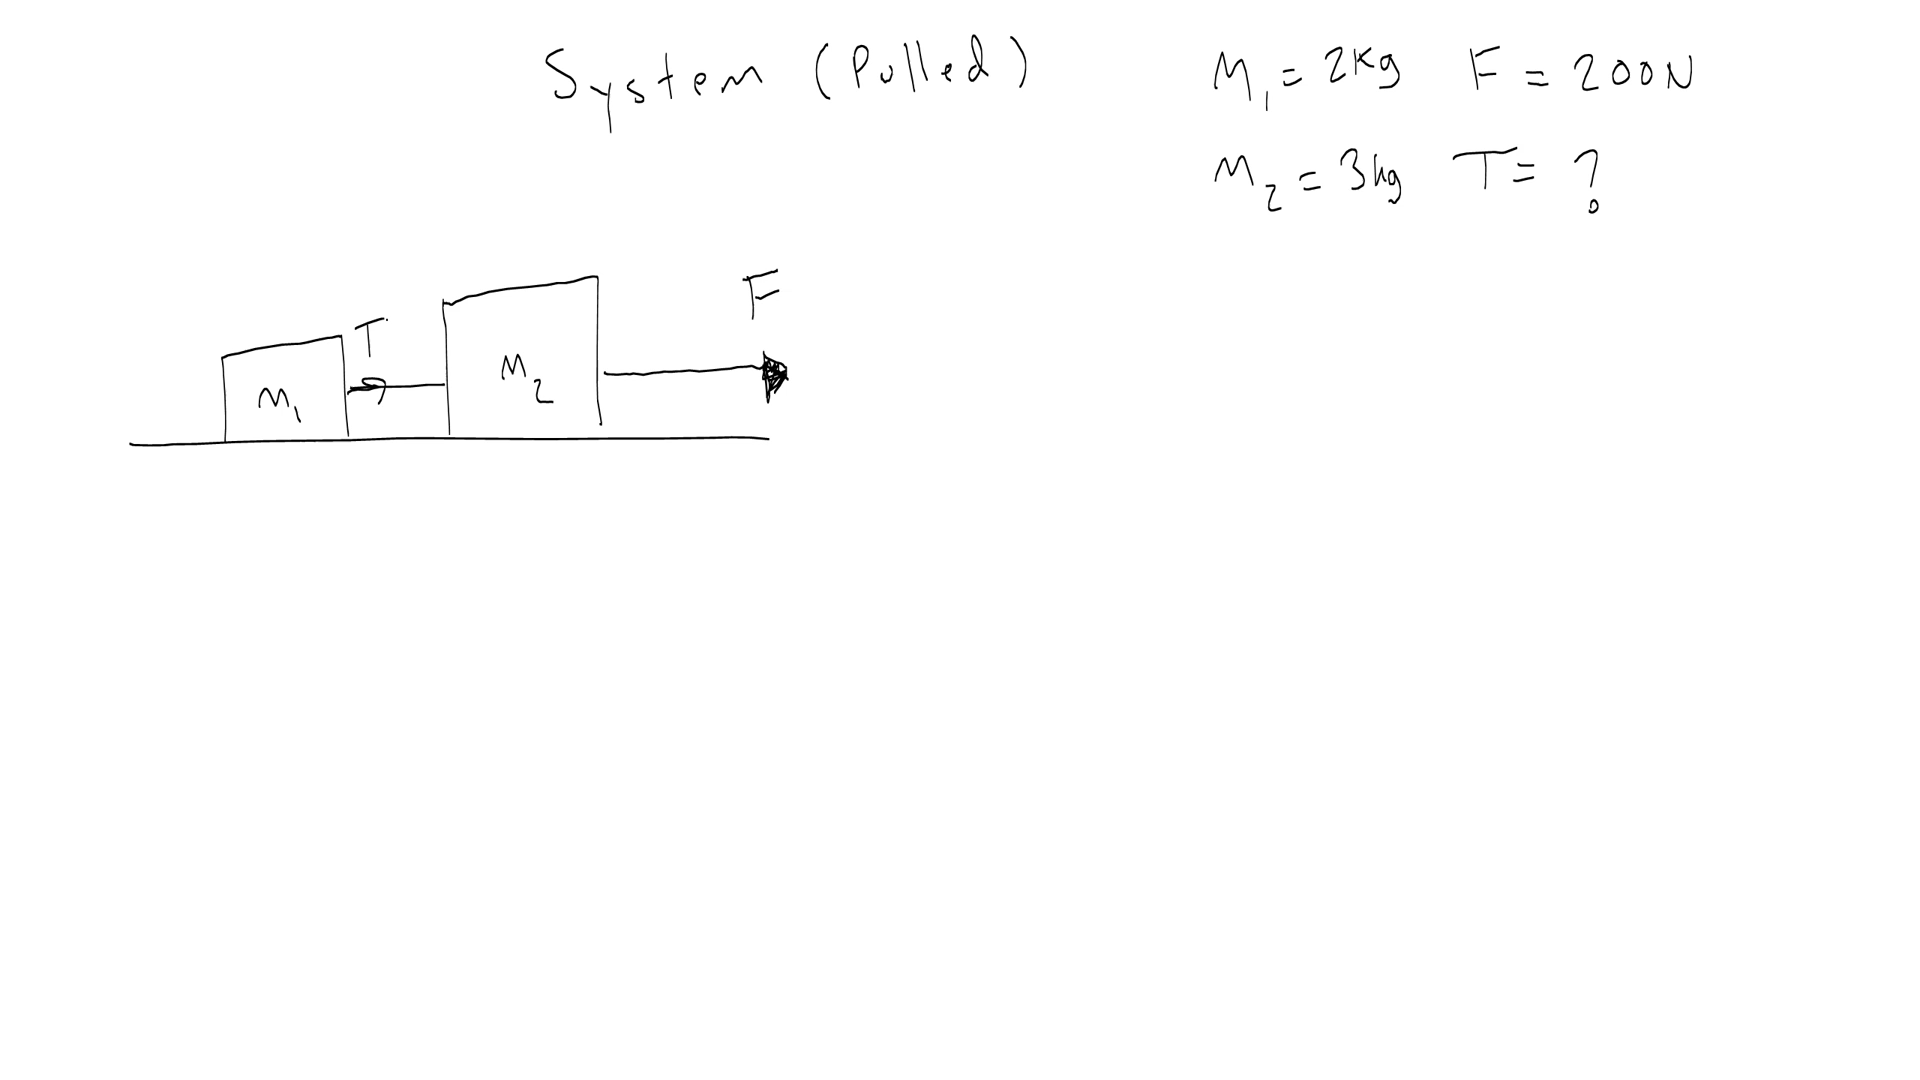 System (Pulled)
M₁ = 2kg F = 200N
M₂ = 3kg T = ?
F
T
M₁
M₂